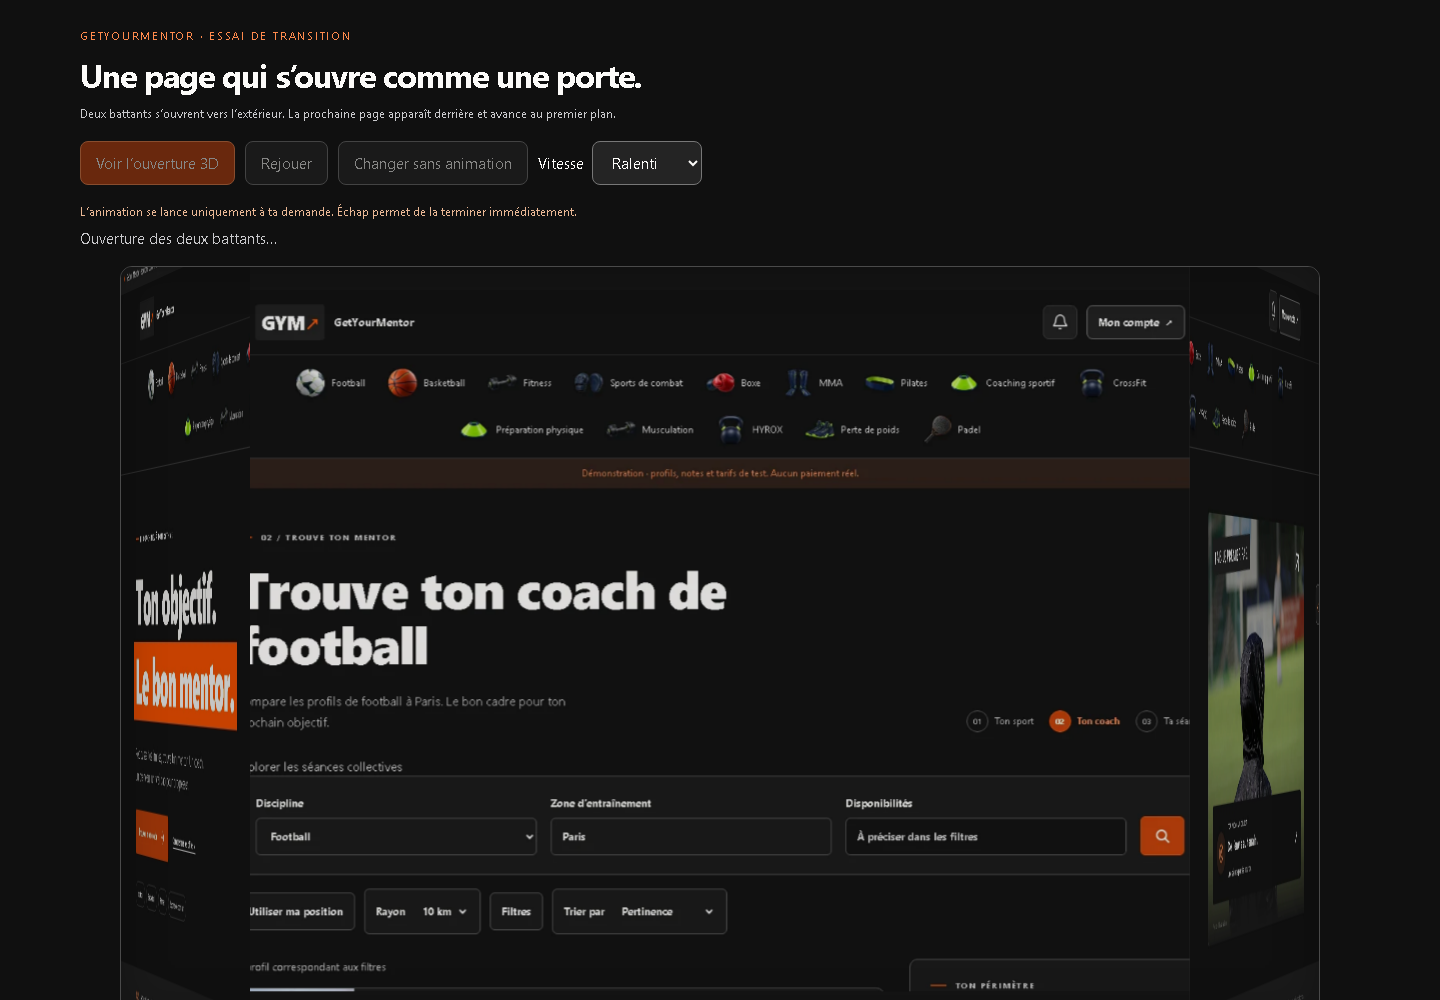 GETYOURMENTOR · ESSAI DE TRANSITION
Une page qui s’ouvre comme une porte.
Deux battants s’ouvrent vers l’extérieur. La prochaine page apparaît derrière et avance au premier plan.
Voir l’ouverture 3D Rejouer Changer sans animation Vitesse Ralenti
L’animation se lance uniquement à ta demande. Échap permet de la terminer immédiatement.
Ouverture des deux battants…
GYM↗ GetYourMentor Mon compte ↗
Football Basketball Fitness Sports de combat Boxe MMA Pilates Coaching sportif CrossFit
Préparation physique Musculation HYROX Perte de poids Padel
Démonstration · profils, notes et tarifs de test. Aucun paiement réel.
02 / TROUVE TON MENTOR
Trouve ton coach de
football
mpare les profils de football à Paris. Le bon cadre pour ton
ochain objectif.
01 Ton sport 02 Ton coach 03 Ta séa
plorer les séances collectives
Discipline Zone d’entraînement Disponibilités
Football Paris À préciser dans les filtres
Utiliser ma position Rayon 10 km Filtres Trier par Pertinence
rofil correspondant aux filtres
TON PÉRIMÈTRE
Ton objectif.
Le bon mentor.